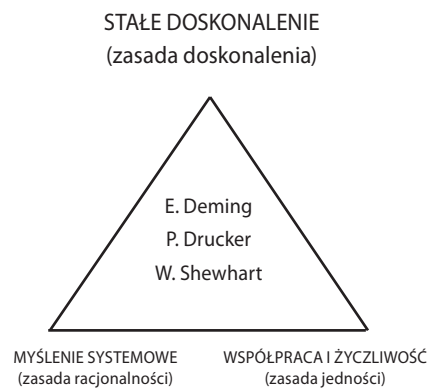 STAŁE DOSKONALENIE
(zasada doskonalenia)
E. Deming
P. Drucker
W. Shewhart
MYŚLENIE SYSTEMOWE
(zasada racjonalności)
WSPÓŁPRACA I ŻYCZLIWOŚĆ
(zasada jedności)